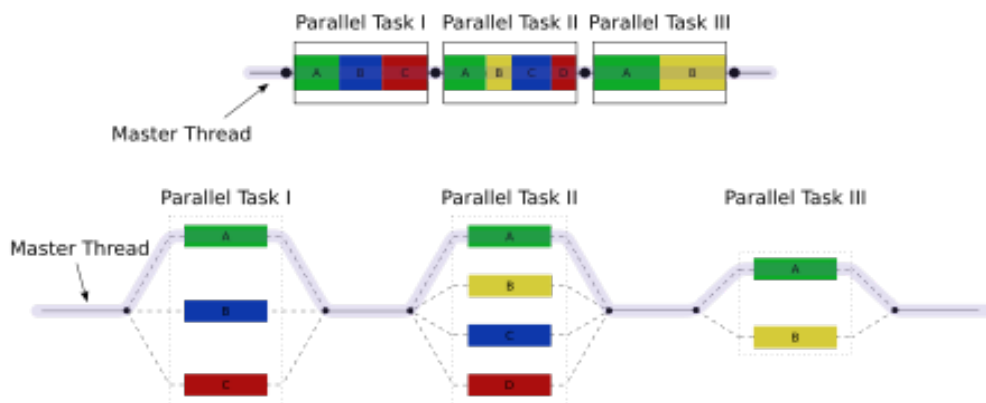 Parallel Task I Parallel Task II Parallel Task III
A B C A B C D A B
Master Thread
Parallel Task I Parallel Task II Parallel Task III
A A
Master Thread
A
B
B C
B
C D